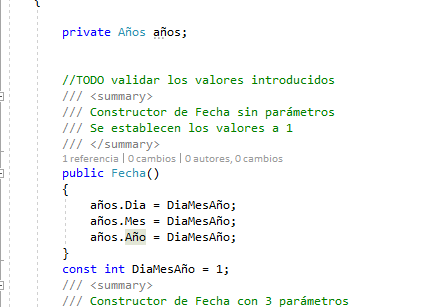 {
private Años años;
//TODO validar los valores introducidos
/// <summary>
/// Constructor de Fecha sin parámetros
/// Se establecen los valores a 1
/// </summary>
1 referencia | 0 cambios | 0 autores, 0 cambios
public Fecha()
{
años.Dia = DiaMesAño;
años.Mes = DiaMesAño;
años.Año = DiaMesAño;
}
const int DiaMesAño = 1;
/// <summary>
/// Constructor de Fecha con 3 parámetros